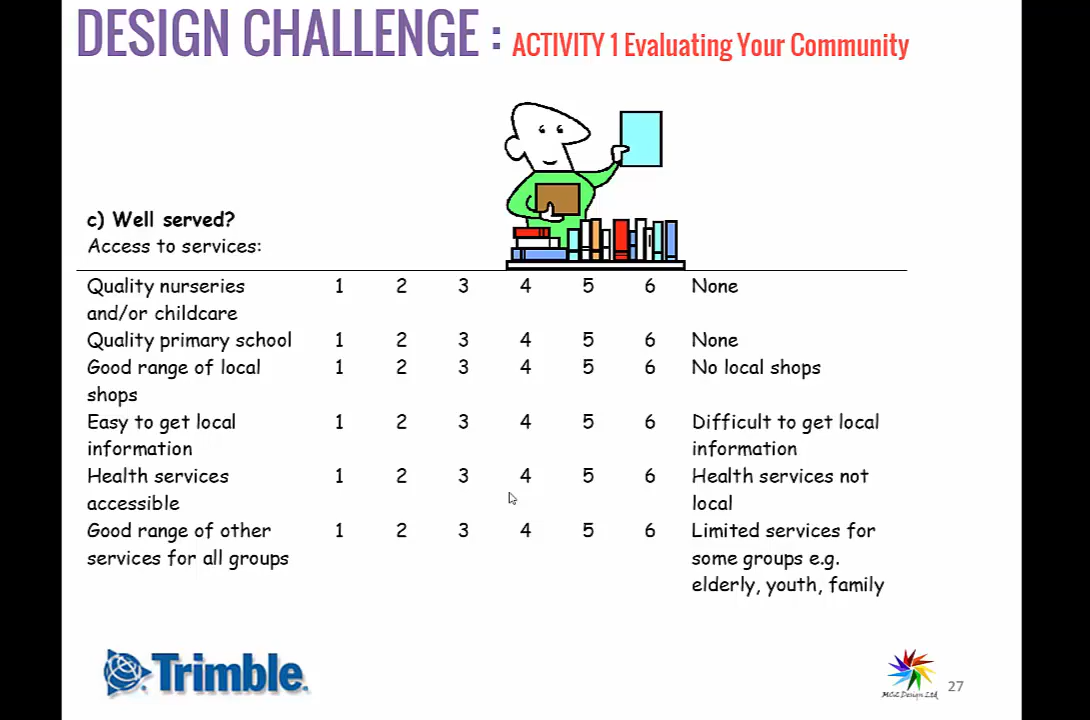 DESIGN CHALLENGE : ACTIVITY 1 Evaluating Your Community
c) Well served?
Access to services:
Quality nurseries 1 2 3 4 5 6 None
and/or childcare
Quality primary school 1 2 3 4 5 6 None
Good range of local 1 2 3 4 5 6 No local shops
shops
Easy to get local 1 2 3 4 5 6 Difficult to get local
information information
Health services 1 2 3 4 5 6 Health services not
accessible local
Good range of other 1 2 3 4 5 6 Limited services for
services for all groups some groups e.g.
elderly, youth, family
Trimble.
MCL Design Ltd
27